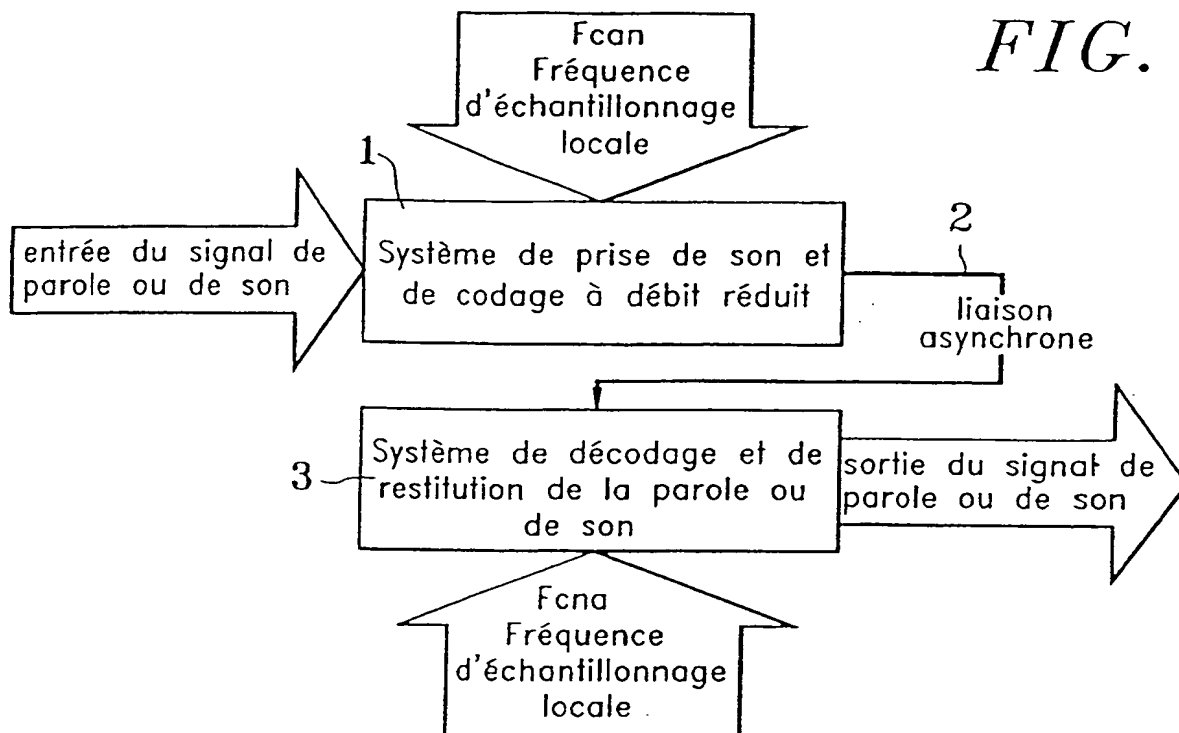 FIG.
Fcan
Fréquence
d'échantillonnage
locale
1
entrée du signal de
parole ou de son
Système de prise de son et
de codage à débit réduit
2
liaison
asynchrone
3
Système de décodage et de
restitution de la parole ou
de son
sortie du signal de
parole ou de son
Fcna
Fréquence
d'échantillonnage
locale